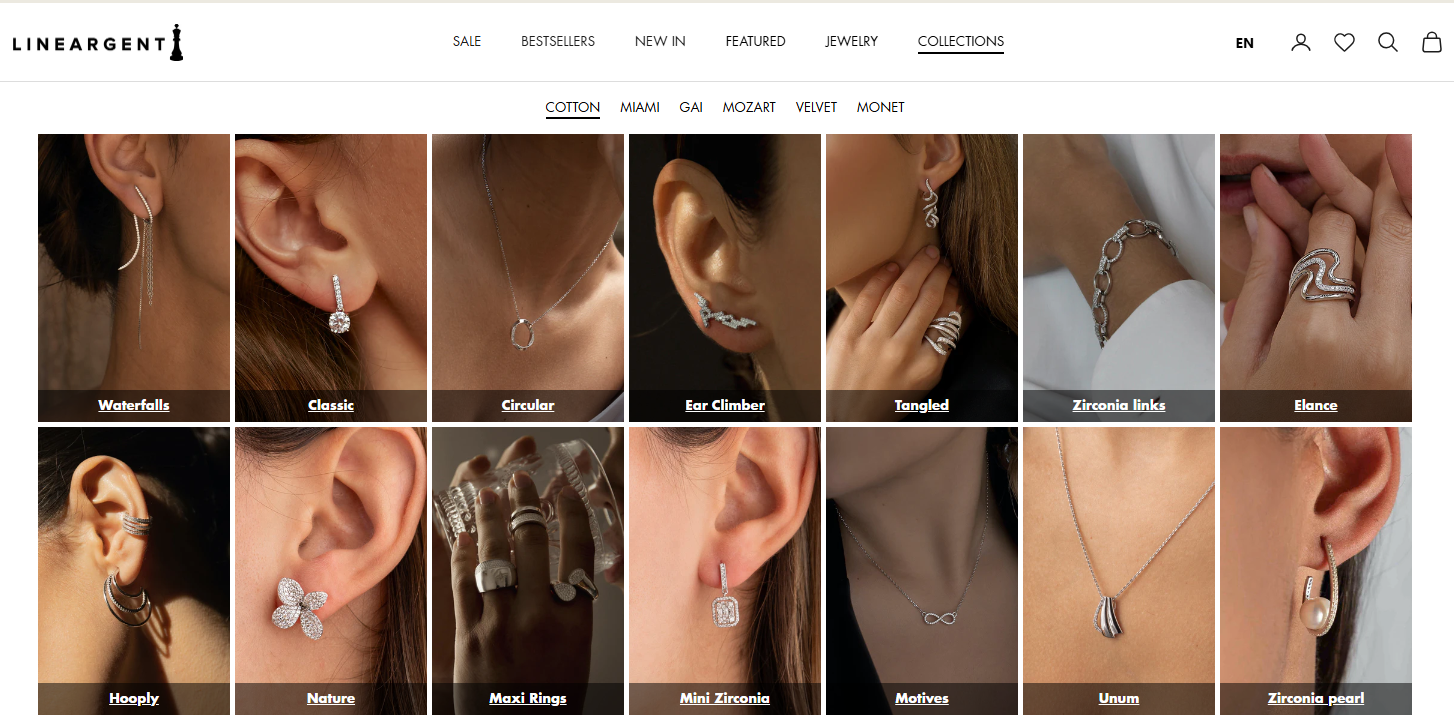 LINEARGENT
SALE BESTSELLERS NEW IN FEATURED JEWELRY COLLECTIONS
EN
COTTON MIAMI GAI MOZART VELVET MONET
Waterfalls Classic Circular Ear Climber Tangled Zirconia links Elance
Hooply Nature Maxi Rings Mini Zirconia Motives Unum Zirconia pearl